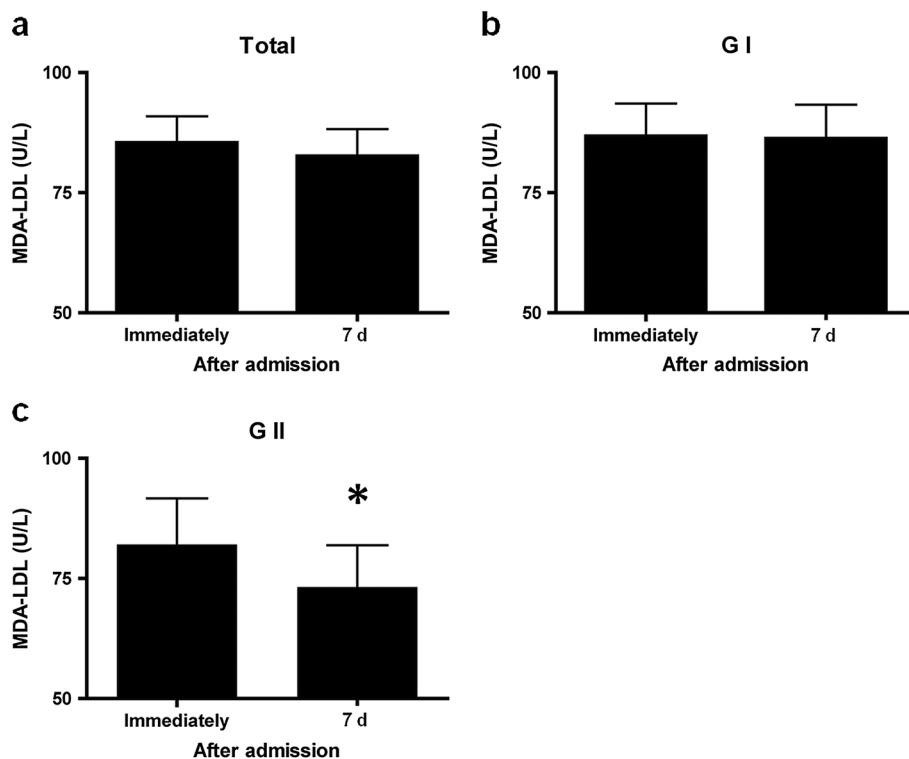 a
Total
MDA-LDL (U/L)
100
75
50
Immediately 7 d
After admission
b
G I
MDA-LDL (U/L)
100
75
50
Immediately 7 d
After admission
c
G II
MDA-LDL (U/L)
100
75
50
*
Immediately 7 d
After admission